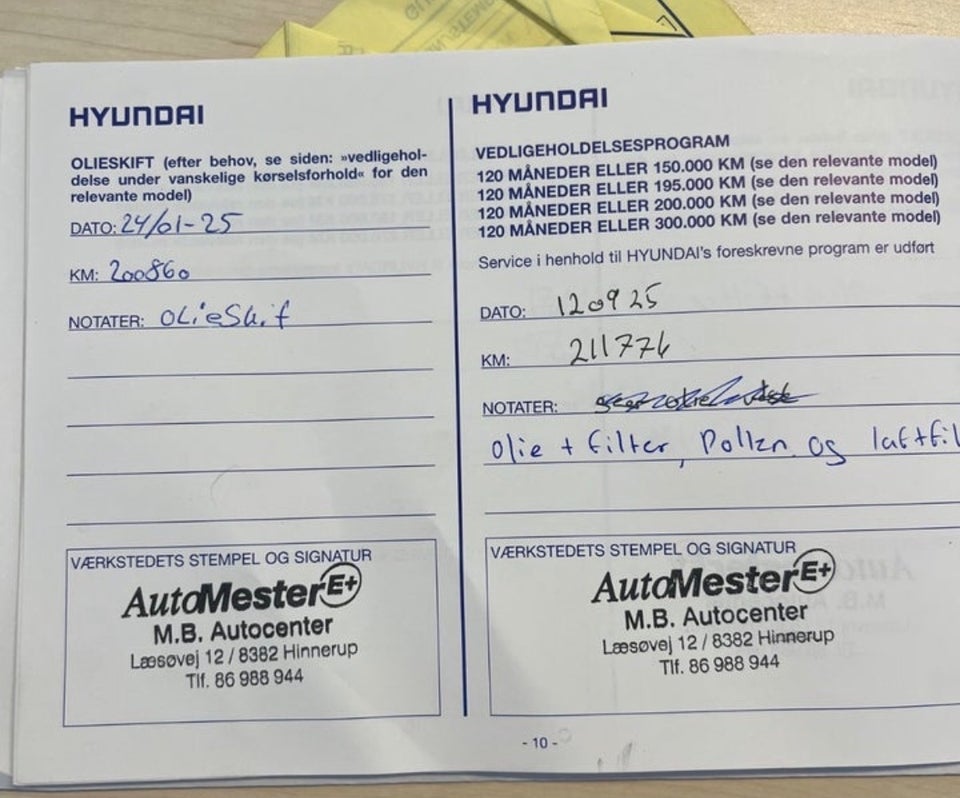 HYUNDAI
OLIESKIFT (efter behov, se siden: »vedligehol-
delse under vanskelige kørselsforhold« for den
relevante model)
DATO: 24/01-25
KM: 200860
NOTATER: OLieSkif
VÆRKSTEDETS STEMPEL OG SIGNATUR
AutoMester E+
M.B. Autocenter
Læsøvej 12 / 8382 Hinnerup
Tlf. 86 988 944
HYUNDAI
VEDLIGEHOLDELSESPROGRAM
120 MÅNEDER ELLER 150.000 KM (se den relevante model)
120 MÅNEDER ELLER 195.000 KM (se den relevante model)
120 MÅNEDER ELLER 200.000 KM (se den relevante model)
120 MÅNEDER ELLER 300.000 KM (se den relevante model)
Service i henhold til HYUNDAI's foreskrevne program er udført
DATO: 120925
KM: 211776
NOTATER:
Olie + filter, Pollen og luftfil
VÆRKSTEDETS STEMPEL OG SIGNATUR
AutoMester E+
M.B. Autocenter
Læsøvej 12 / 8382 Hinnerup
Tlf. 86 988 944
- 10 -